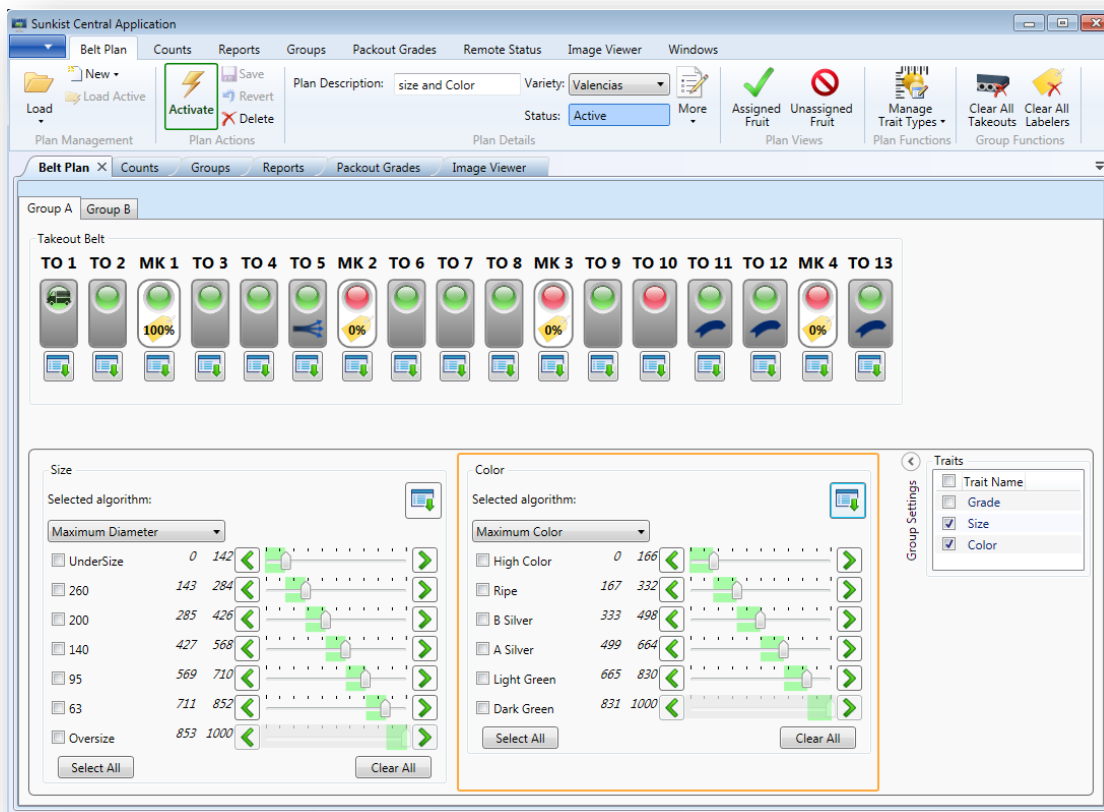 Sunkist Central Application
Belt Plan Counts Reports Groups Packout Grades Remote Status Image Viewer Windows
Load
New
Load Active
Plan Management
Activate
Save
Revert
Delete
Plan Actions
Plan Description: size and Color
Variety: Valencias
Status: Active
More
Plan Details
Assigned Fruit
Unassigned Fruit
Plan Views
Manage Trait Types
Plan Functions
Clear All Takeouts
Clear All Labelers
Group Functions
Belt Plan X Counts Groups Reports Packout Grades Image Viewer
Group A Group B
Takeout Belt
TO 1 TO 2 MK 1 TO 3 TO 4 TO 5 MK 2 TO 6 TO 7 TO 8 MK 3 TO 9 TO 10 TO 11 TO 12 MK 4 TO 13
100% 0% 0% 0%
Size
Selected algorithm:
Maximum Diameter
UnderSize 0 142
260 143 284
200 285 426
140 427 568
95 569 710
63 711 852
Oversize 853 1000
Select All Clear All
Color
Selected algorithm:
Maximum Color
High Color 0 166
Ripe 167 332
B Silver 333 498
A Silver 499 664
Light Green 665 830
Dark Green 831 1000
Select All Clear All
Group Settings
Traits
Trait Name
Grade
Size
Color